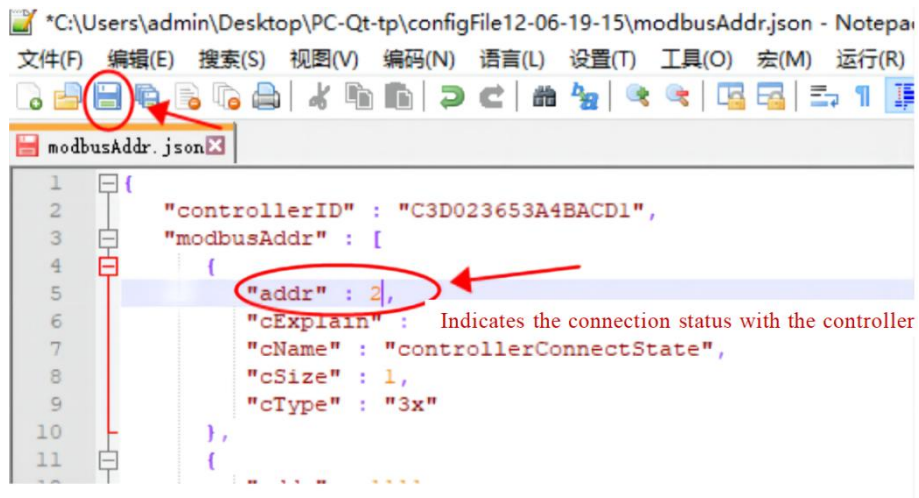 *C:\Users\admin\Desktop\PC-Qt-tp\configFile12-06-19-15\modbusAddr.json - Notepa
文件(F) 编辑(E) 搜索(S) 视图(V) 编码(N) 语言(L) 设置(T) 工具(O) 宏(M) 运行(R)
modbusAddr.json
1 {
2 "controllerID" : "C3D023653A4BACD1",
3 "modbusAddr" : [
4 {
5 "addr" : 2,
6 "cExplain" : Indicates the connection status with the controller
7 "cName" : "controllerConnectState",
8 "cSize" : 1,
9 "cType" : "3x"
10 },
11 {